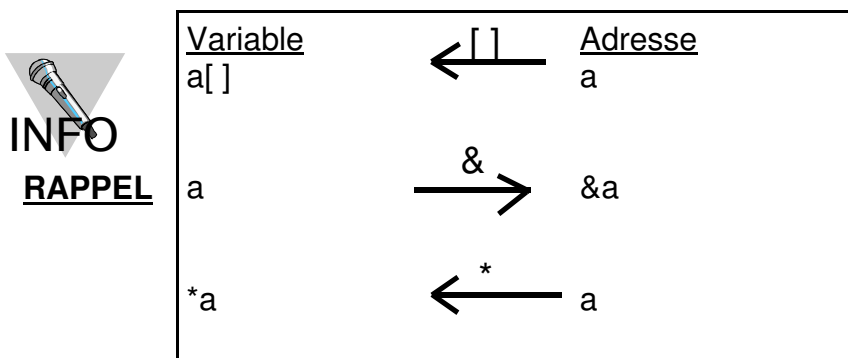 Variable [ ] Adresse
a[ ] a
INFO
RAPPEL
a & &a
*a * a